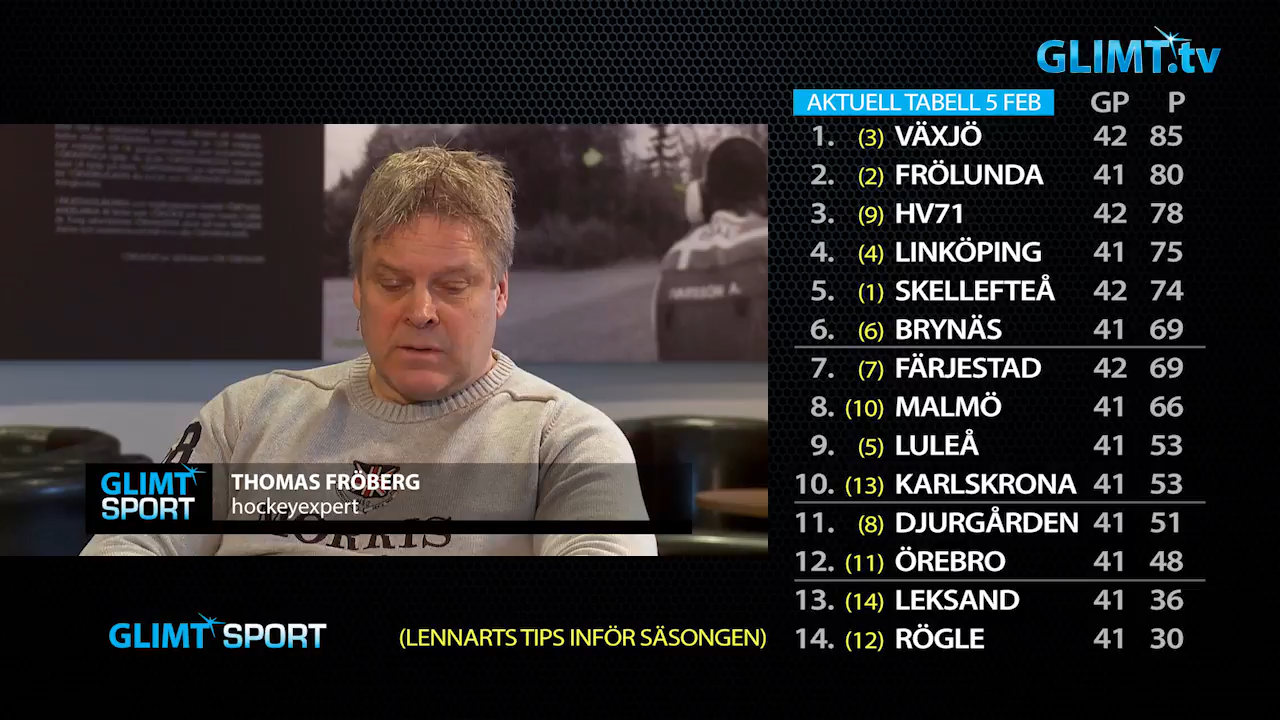 GLIMT.tv
AKTUELL TABELL 5 FEB GP P
1. (3) VÄXJÖ 42 85
2. (2) FRÖLUNDA 41 80
3. (9) HV71 42 78
4. (4) LINKÖPING 41 75
5. (1) SKELLEFTEÅ 42 74
6. (6) BRYNÄS 41 69
7. (7) FÄRJESTAD 42 69
8. (10) MALMÖ 41 66
9. (5) LULEÅ 41 53
10. (13) KARLSKRONA 41 53
11. (8) DJURGÅRDEN 41 51
12. (11) ÖREBRO 41 48
13. (14) LEKSAND 41 36
14. (12) RÖGLE 41 30
GLIMT SPORT
THOMAS FRÖBERG
hockeyexpert
MORRIS
GLIMT SPORT
(LENNARTS TIPS INFÖR SÄSONGEN)